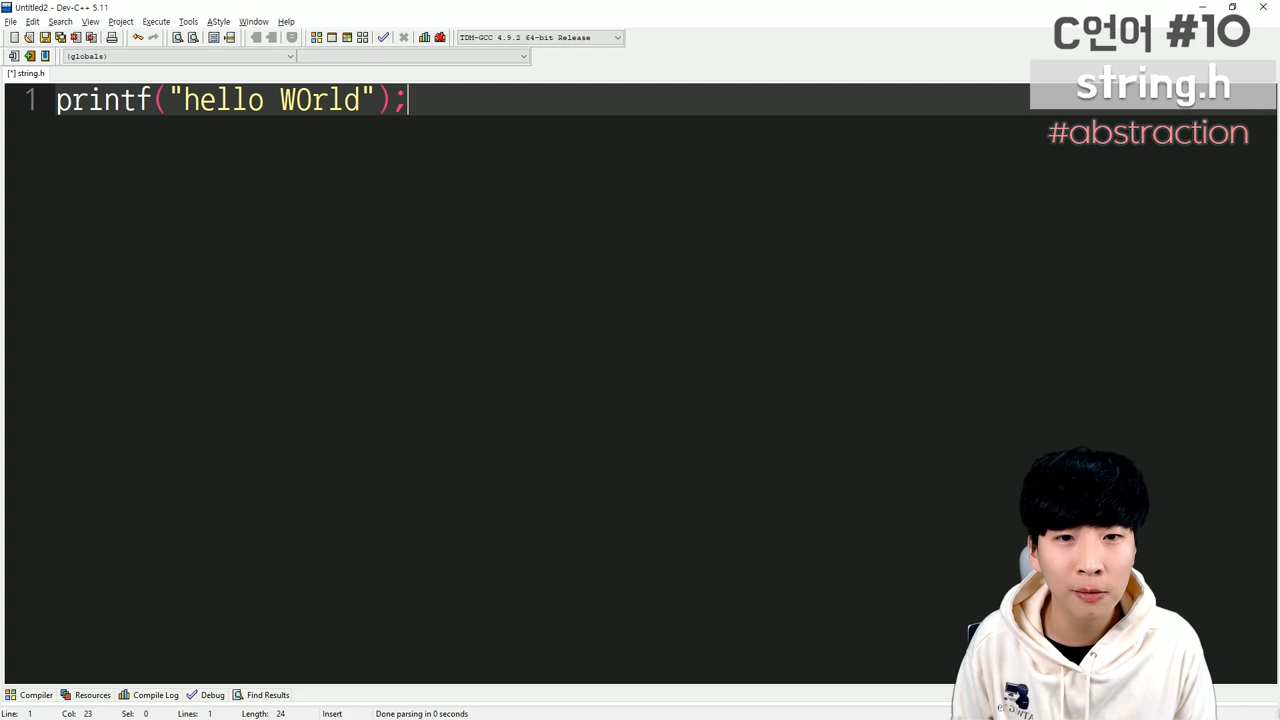 Untitled2 - Dev-C++ 5.11
File Edit Search View Project Execute Tools AStyle Window Help
TDM-GCC 4.9.2 64-bit Release
(globals)
[*] string.h
1 printf("hello WOrld");
C언어 #10
string.h
#abstraction
Compiler Resources Compile Log Debug Find Results
Line: 1 Col: 23 Sel: 0 Lines: 1 Length: 24 Insert Done parsing in 0 seconds